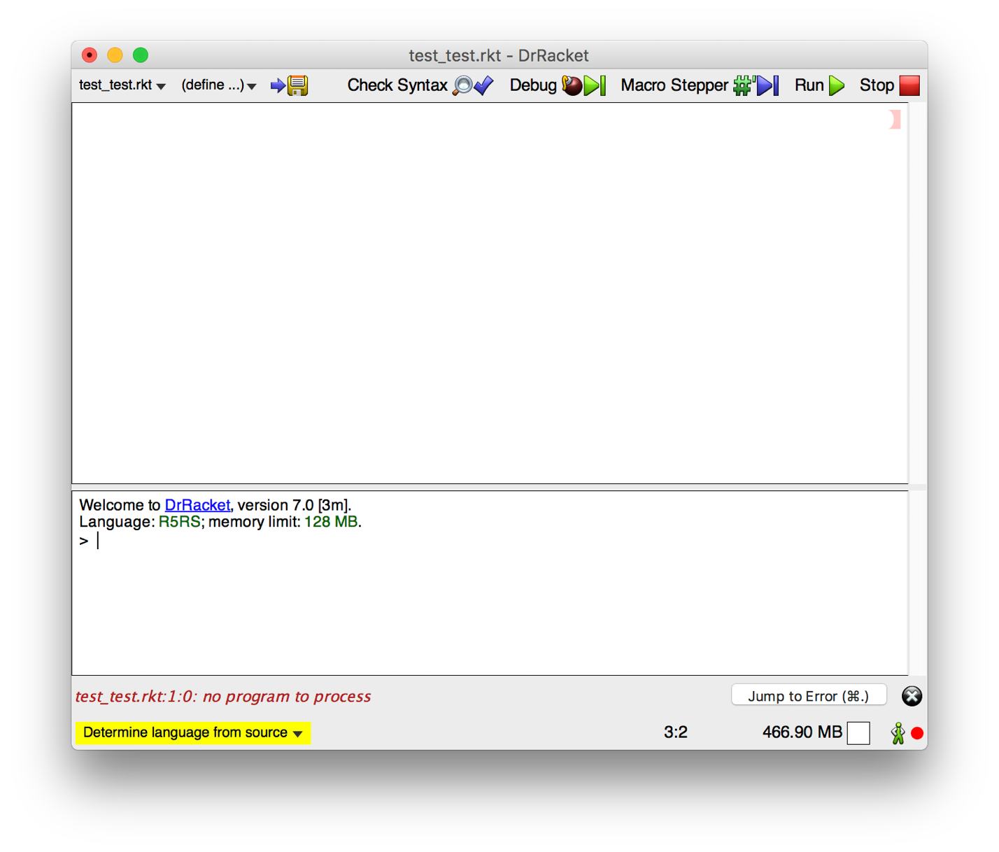 test_test.rkt - DrRacket
test_test.rkt (define ...) Check Syntax Debug Macro Stepper Run Stop
Welcome to DrRacket, version 7.0 [3m].
Language: R5RS; memory limit: 128 MB.
>
test_test.rkt:1:0: no program to process Jump to Error (⌘.)
Determine language from source 3:2 466.90 MB